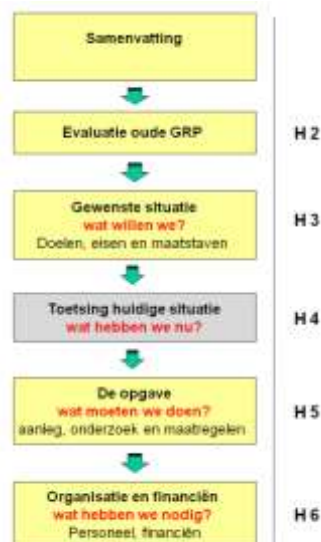 Samenvatting
Evaluatie oude GRP
H 2
Gewenste situatie
wat willen we?
Doelen, eisen en maatstaven
H 3
Toetsing huidige situatie
wat hebben we nu?
H 4
De opgave
wat moeten we doen?
aanleg, onderzoek en maatregelen
H 5
Organisatie en financiën
wat hebben we nodig?
Personeel, financiën
H 6